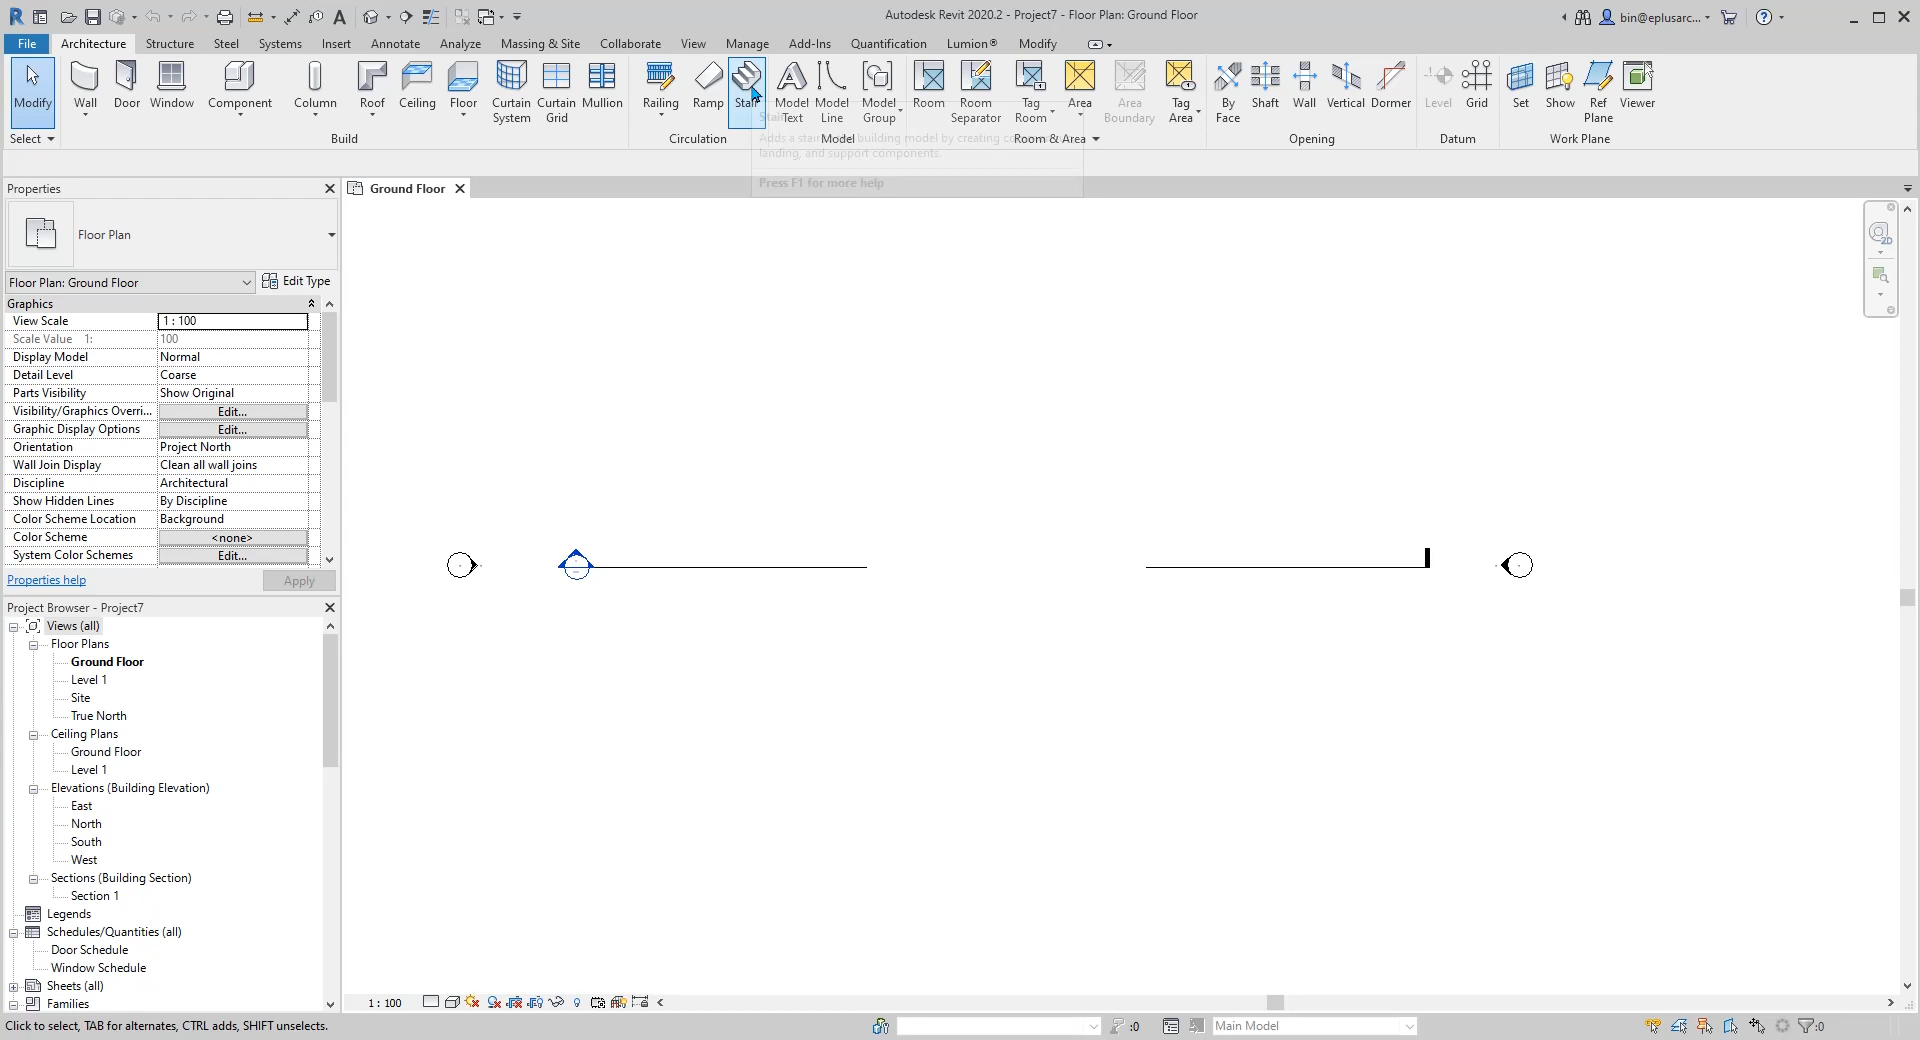 Autodesk Revit 2020.2 - Project7 - Floor Plan: Ground Floor
bin@eplusarc...
File Architecture Structure Steel Systems Insert Annotate Analyze Massing & Site Collaborate View Manage Add-Ins Quantification Lumion® Modify
Modify Wall Door Window Component Column Roof Ceiling Floor Curtain System Curtain Grid Mullion Railing Ramp Stair Model Text Model Line Model Group Room Room Separator Tag Room Area Area Boundary Tag Area By Face Shaft Wall Vertical Dormer Level Grid Set Show Ref Plane Viewer
Select Build Circulation Model Room & Area Opening Datum Work Plane
Adds a stair
building model by creating
landing, and support components.
Press F1 for more help
Properties
Ground Floor
Floor Plan
Floor Plan: Ground Floor
Edit Type
Graphics
View Scale 1 : 100
Scale Value 1: 100
Display Model Normal
Detail Level Coarse
Parts Visibility Show Original
Visibility/Graphics Overri... Edit...
Graphic Display Options Edit...
Orientation Project North
Wall Join Display Clean all wall joins
Discipline Architectural
Show Hidden Lines By Discipline
Color Scheme Location Background
Color Scheme <none>
System Color Schemes Edit...
Properties help Apply
Project Browser - Project7
Views (all)
Floor Plans
Ground Floor
Level 1
Site
True North
Ceiling Plans
Ground Floor
Level 1
Elevations (Building Elevation)
East
North
South
West
Sections (Building Section)
Section 1
Legends
Schedules/Quantities (all)
Door Schedule
Window Schedule
Sheets (all)
Families
2D
1 : 100
Click to select, TAB for alternates, CTRL adds, SHIFT unselects.
:0
Main Model
:0